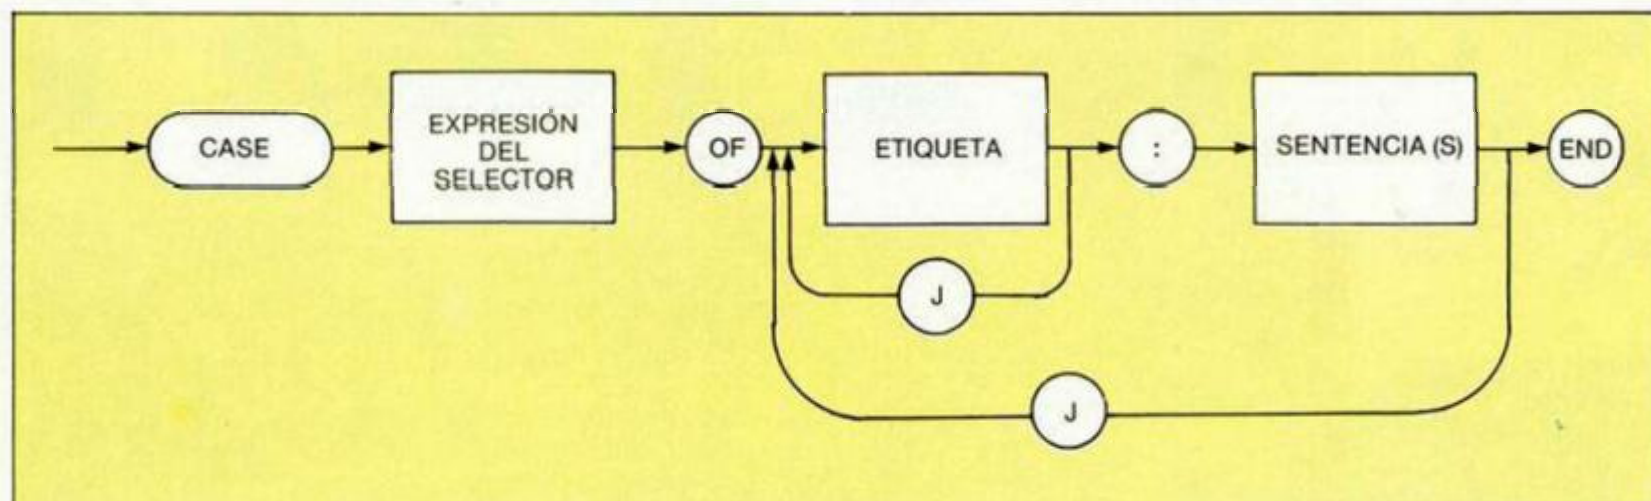 CASE
EXPRESIÓN
DEL
SELECTOR
OF
ETIQUETA
:
SENTENCIA (S)
END
J
J